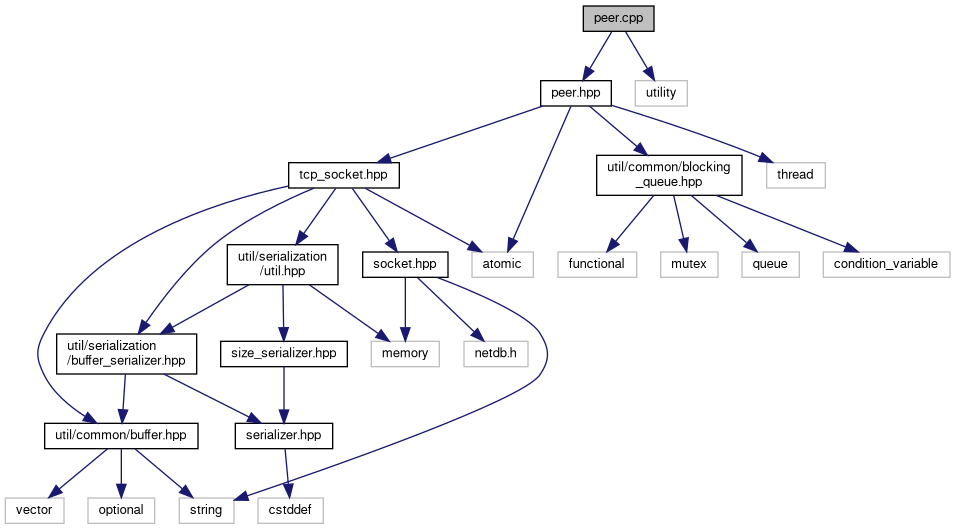 peer.cpp
peer.hpp
utility
tcp_socket.hpp
util/common/blocking
_queue.hpp
thread
util/serialization
/util.hpp
socket.hpp
atomic
functional
mutex
queue
condition_variable
util/serialization
/buffer_serializer.hpp
size_serializer.hpp
memory
netdb.h
util/common/buffer.hpp
serializer.hpp
vector
optional
string
cstddef